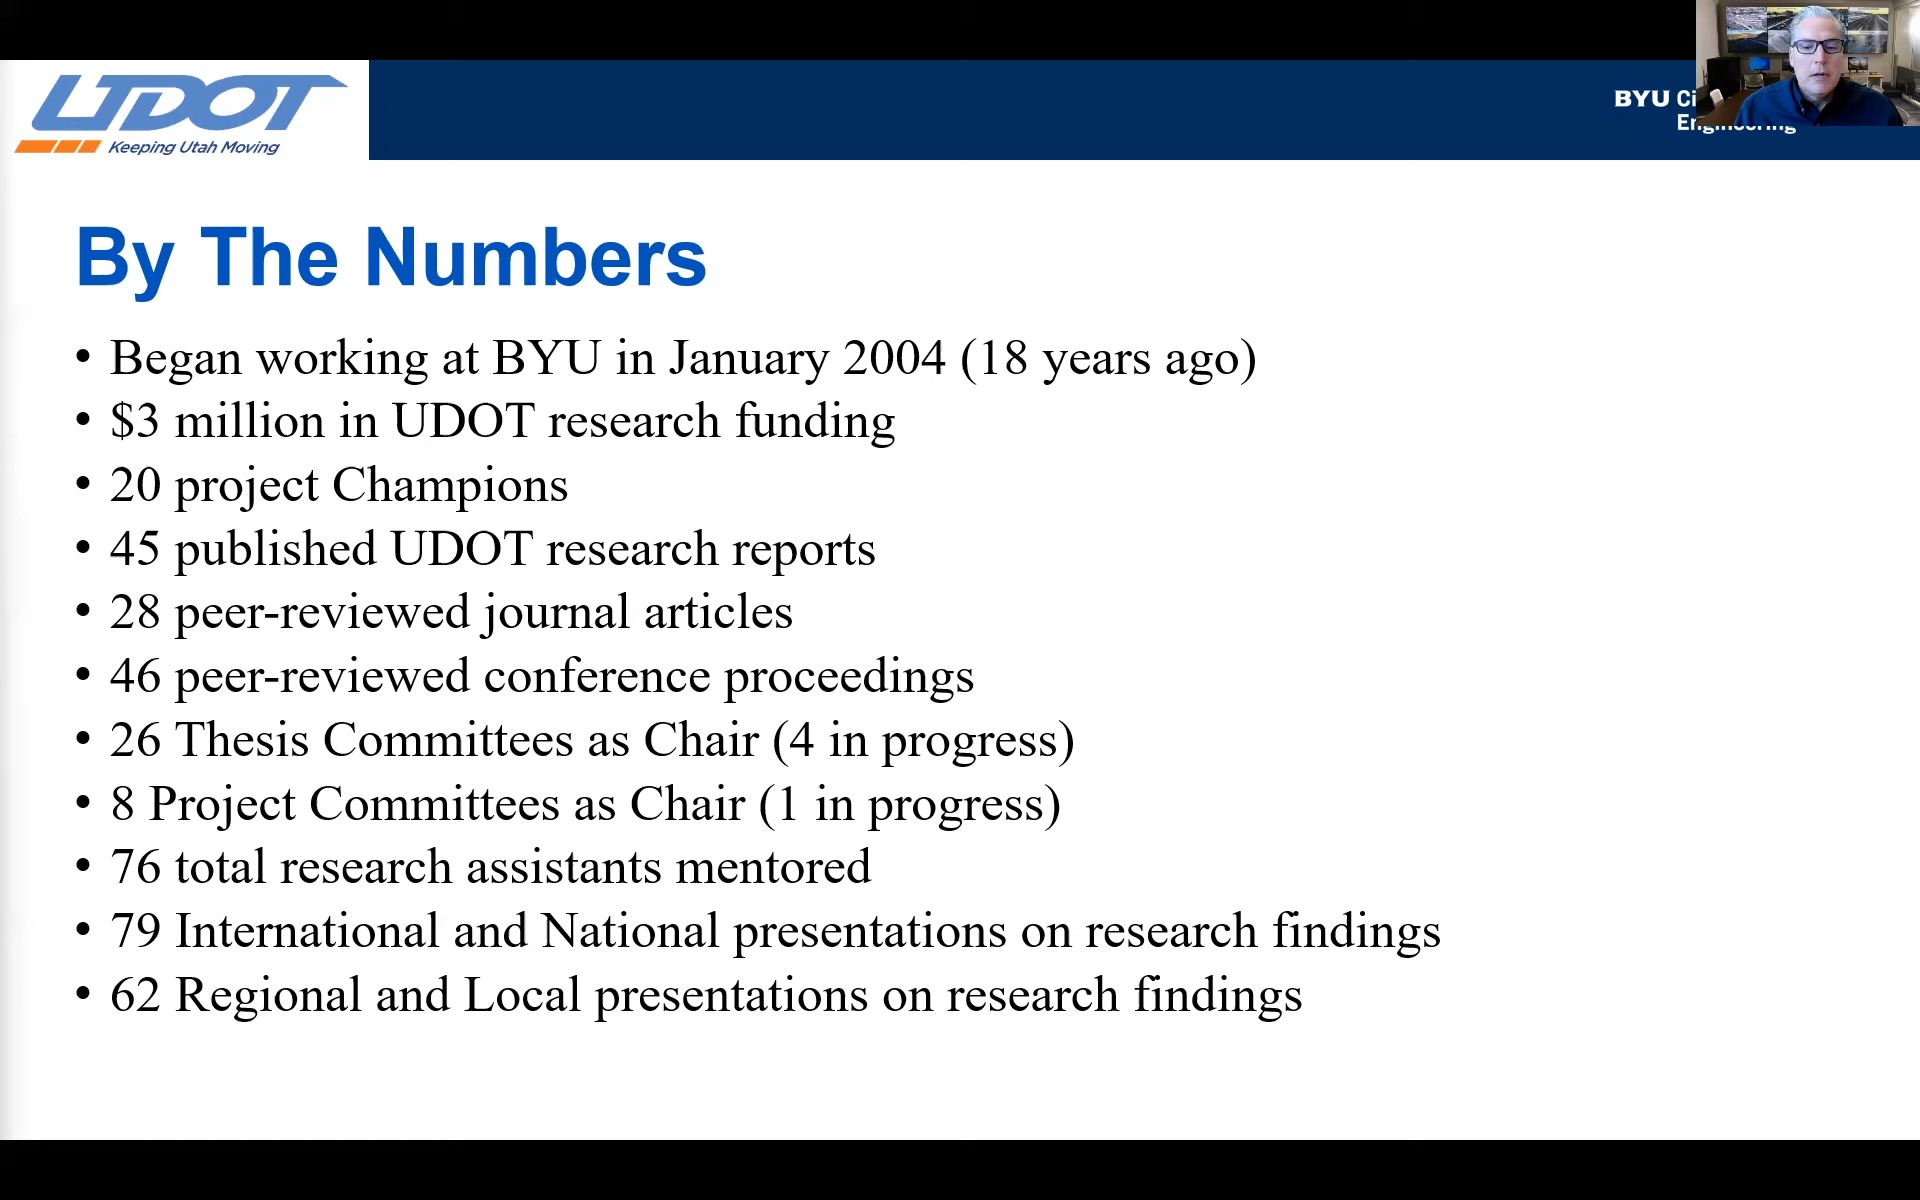 UDOT
Keeping Utah Moving
BYU
Engineering
By The Numbers
• Began working at BYU in January 2004 (18 years ago)
• $3 million in UDOT research funding
• 20 project Champions
• 45 published UDOT research reports
• 28 peer-reviewed journal articles
• 46 peer-reviewed conference proceedings
• 26 Thesis Committees as Chair (4 in progress)
• 8 Project Committees as Chair (1 in progress)
• 76 total research assistants mentored
• 79 International and National presentations on research findings
• 62 Regional and Local presentations on research findings